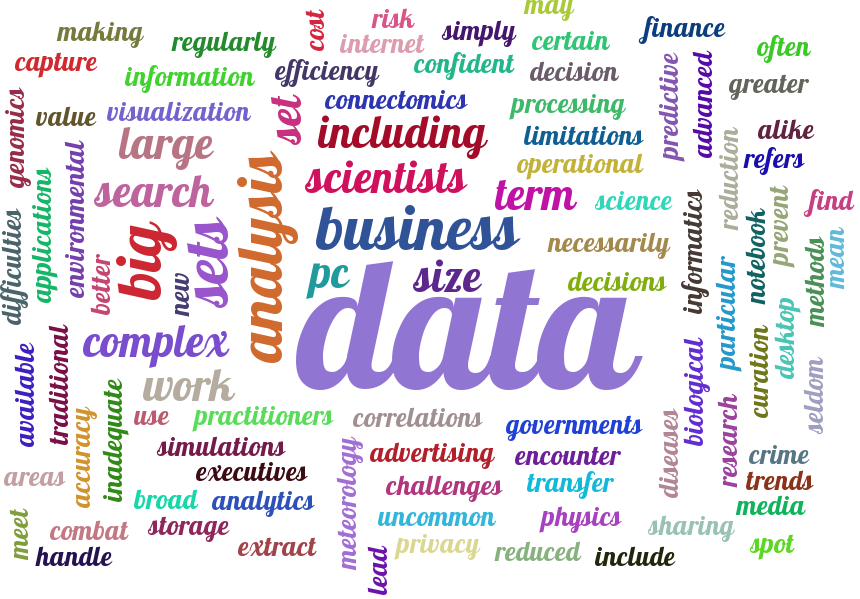 may
making
regularly
cost
risk
internet
simply
certain
finance
often
capture
information
efficiency
confident
decision
predictive
advanced
greater
genomics
value
visualization
set
connectomics
processing
large
including
limitations
alike
reduction
refers
environmental
applications
search
analysis
scientists
operational
term
science
find
difficulties
big
sets
business
necessarily
informatics
notebook
prevent
better
new
pc
size
decisions
data
particular
methods
mean
complex
work
available
traditional
biological
curation
desktop
seldom
accuracy
inadequate
use
practitioners
correlations
governments
diseases
research
simulations
meteorology
advertising
encounter
crime
areas
executives
challenges
transfer
trends
broad
analytics
media
meet
combat
storage
uncommon
physics
sharing
handle
extract
lead
privacy
reduced
include
spot